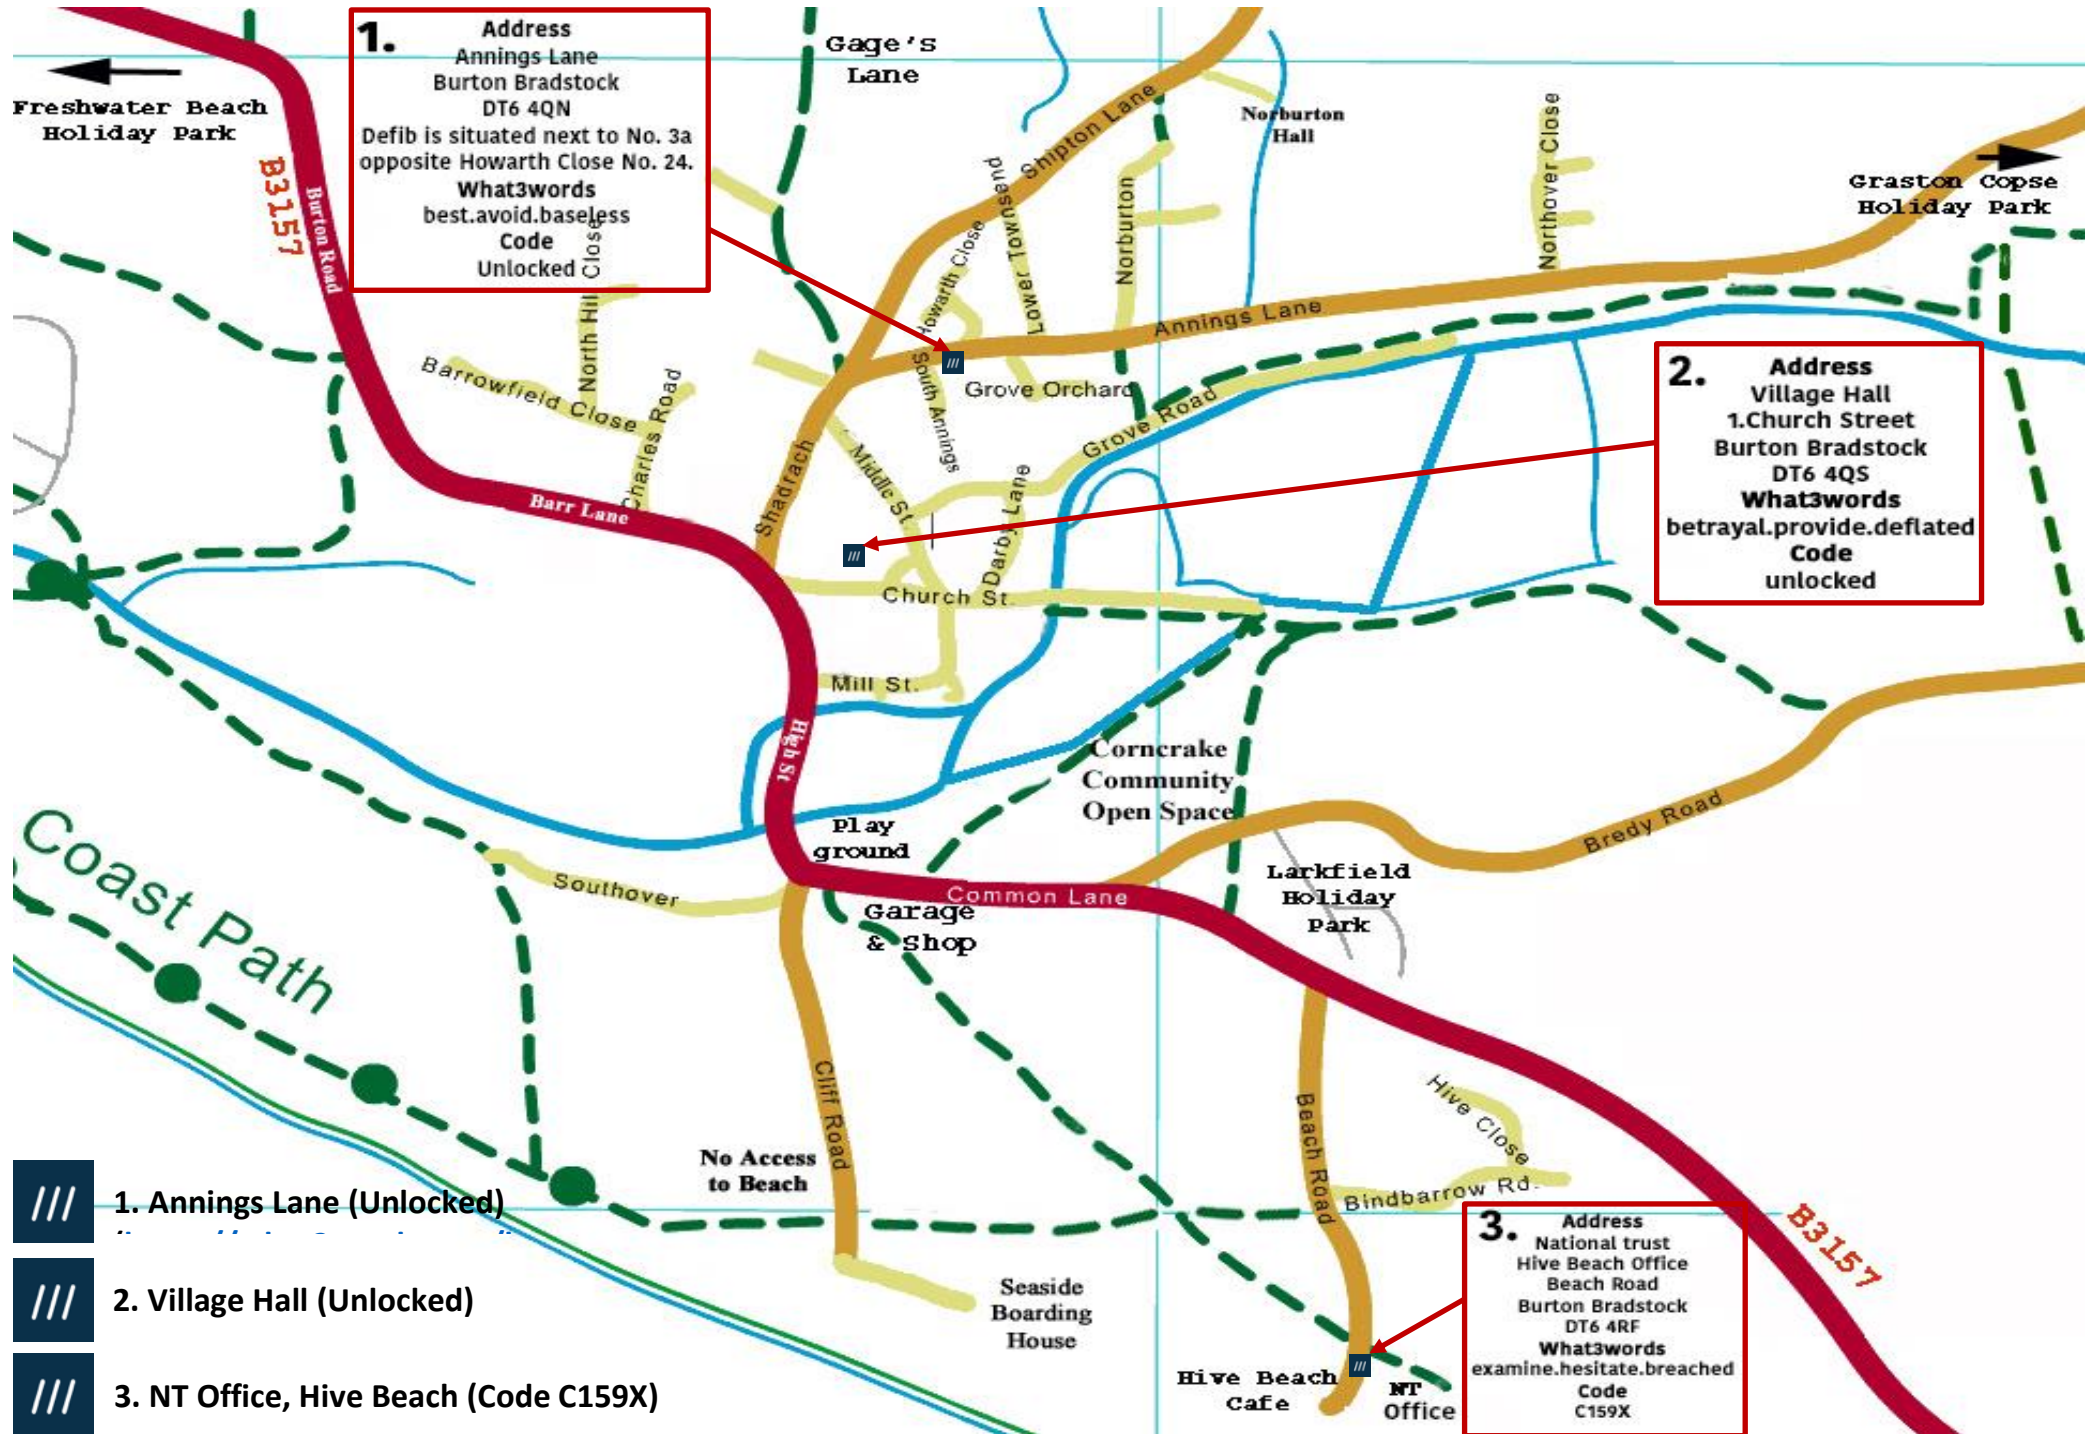 1.
Address
Annings Lane
Burton Bradstock
DT6 4QN
Defib is situated next to No. 3a
opposite Howarth Close No. 24.
What3words
best.avoid.baseless
Code
Unlocked
Gage's
Lane
Freshwater Beach
Holiday Park
B3157
Burton Road
Shipton Lane
Norburton
Hall
Northover Close
Graston Copse
Holiday Park
Lower Townsend
Norburton
Howarth Close
North Hill Close
Annings Lane
Barrowfield Close
Charles Road
South Annings
Grove Orchard
Grove Road
2.
Address
Village Hall
1.Church Street
Burton Bradstock
DT6 4QS
What3words
betrayal.provide.deflated
Code
unlocked
Shadrach
Middle St
Darby Lane
Barr Lane
Church St.
Mill St.
High St
Corncrake
Community
Open Space
Play
ground
Bredy Road
Coast Path
Southover
Common Lane
Garage
& Shop
Larkfield
Holiday
Park
Cliff Road
Beach Road
Hive Close
No Access
to Beach
Bindbarrow Rd.
B3157
1. Annings Lane (Unlocked)
2. Village Hall (Unlocked)
3. NT Office, Hive Beach (Code C159X)
Seaside
Boarding
House
Hive Beach
Cafe
NT
Office
3.
Address
National trust
Hive Beach Office
Beach Road
Burton Bradstock
DT6 4RF
What3words
examine.hesitate.breached
Code
C159X